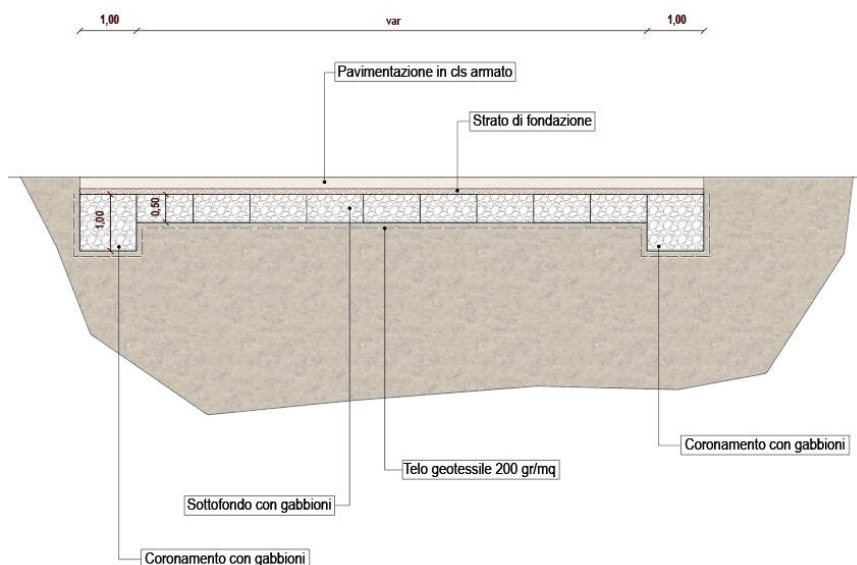 1,00 var 1,00
Pavimentazione in cls armato
Strato di fondazione
1,00
0,50
Coronamento con gabbioni
Telo geotessile 200 gr/mq
Sottofondo con gabbioni
Coronamento con gabbioni